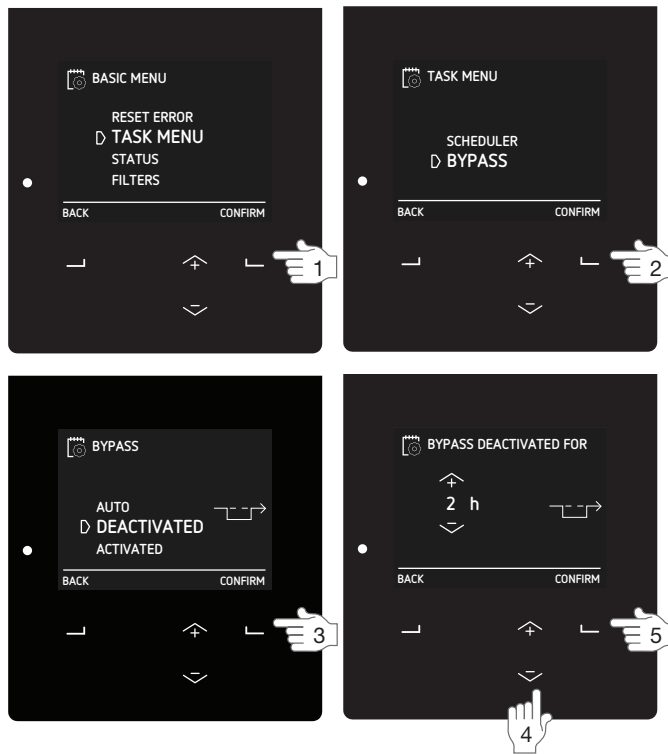 BASIC MENU
RESET ERROR
TASK MENU
STATUS
FILTERS
BACK CONFIRM
1
TASK MENU
SCHEDULER
BYPASS
BACK CONFIRM
2
BYPASS
AUTO
DEACTIVATED
ACTIVATED
BACK CONFIRM
3
BYPASS DEACTIVATED FOR
2 h
BACK CONFIRM
5
4